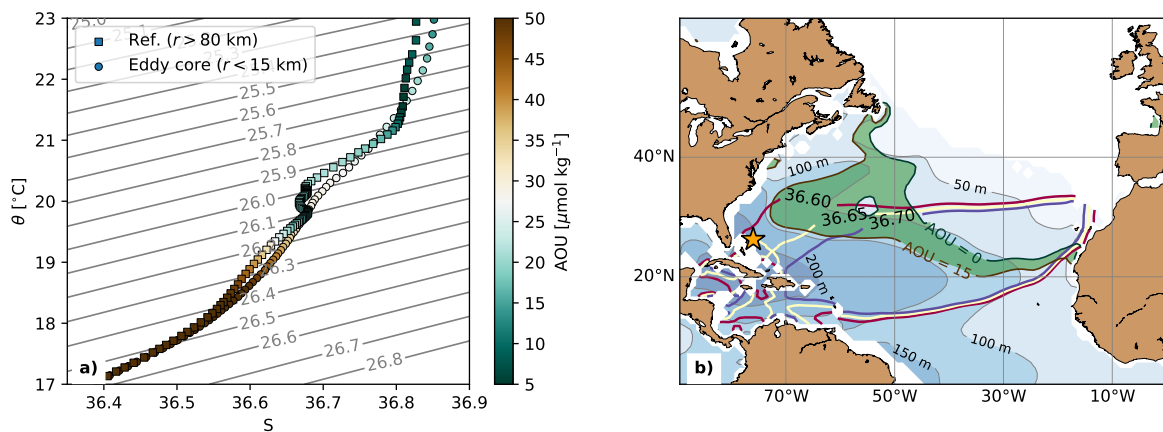 23
22
21
20
19
18
17
θ [°C]
36.4
36.5
36.6
36.7
36.8
36.9
S
Ref. (r > 80 km)
Eddy core (r < 15 km)
25.5
25.6
25.7
25.8
25.9
26.0
26.1
26.3
26.4
26.5
26.6
26.7
26.8
a)
50
45
40
35
30
25
20
15
10
5
AOU [μmol kg⁻¹]
40°N
20°N
70°W
50°W
30°W
10°W
100 m
50 m
36.60
36.65
36.70
AOU = 0
AOU = 15
200 m
150 m
100 m
b)